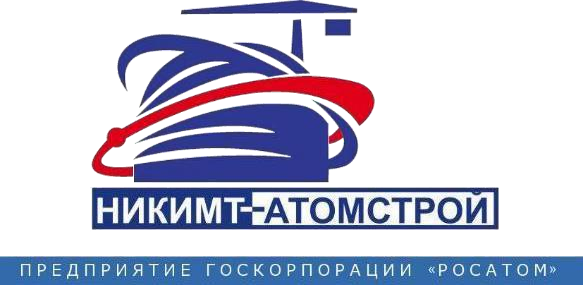 НИКИМТ-АТОМСТРОЙ
ПРЕДПРИЯТИЕ ГОСКОРПОРАЦИИ «РОСАТОМ»